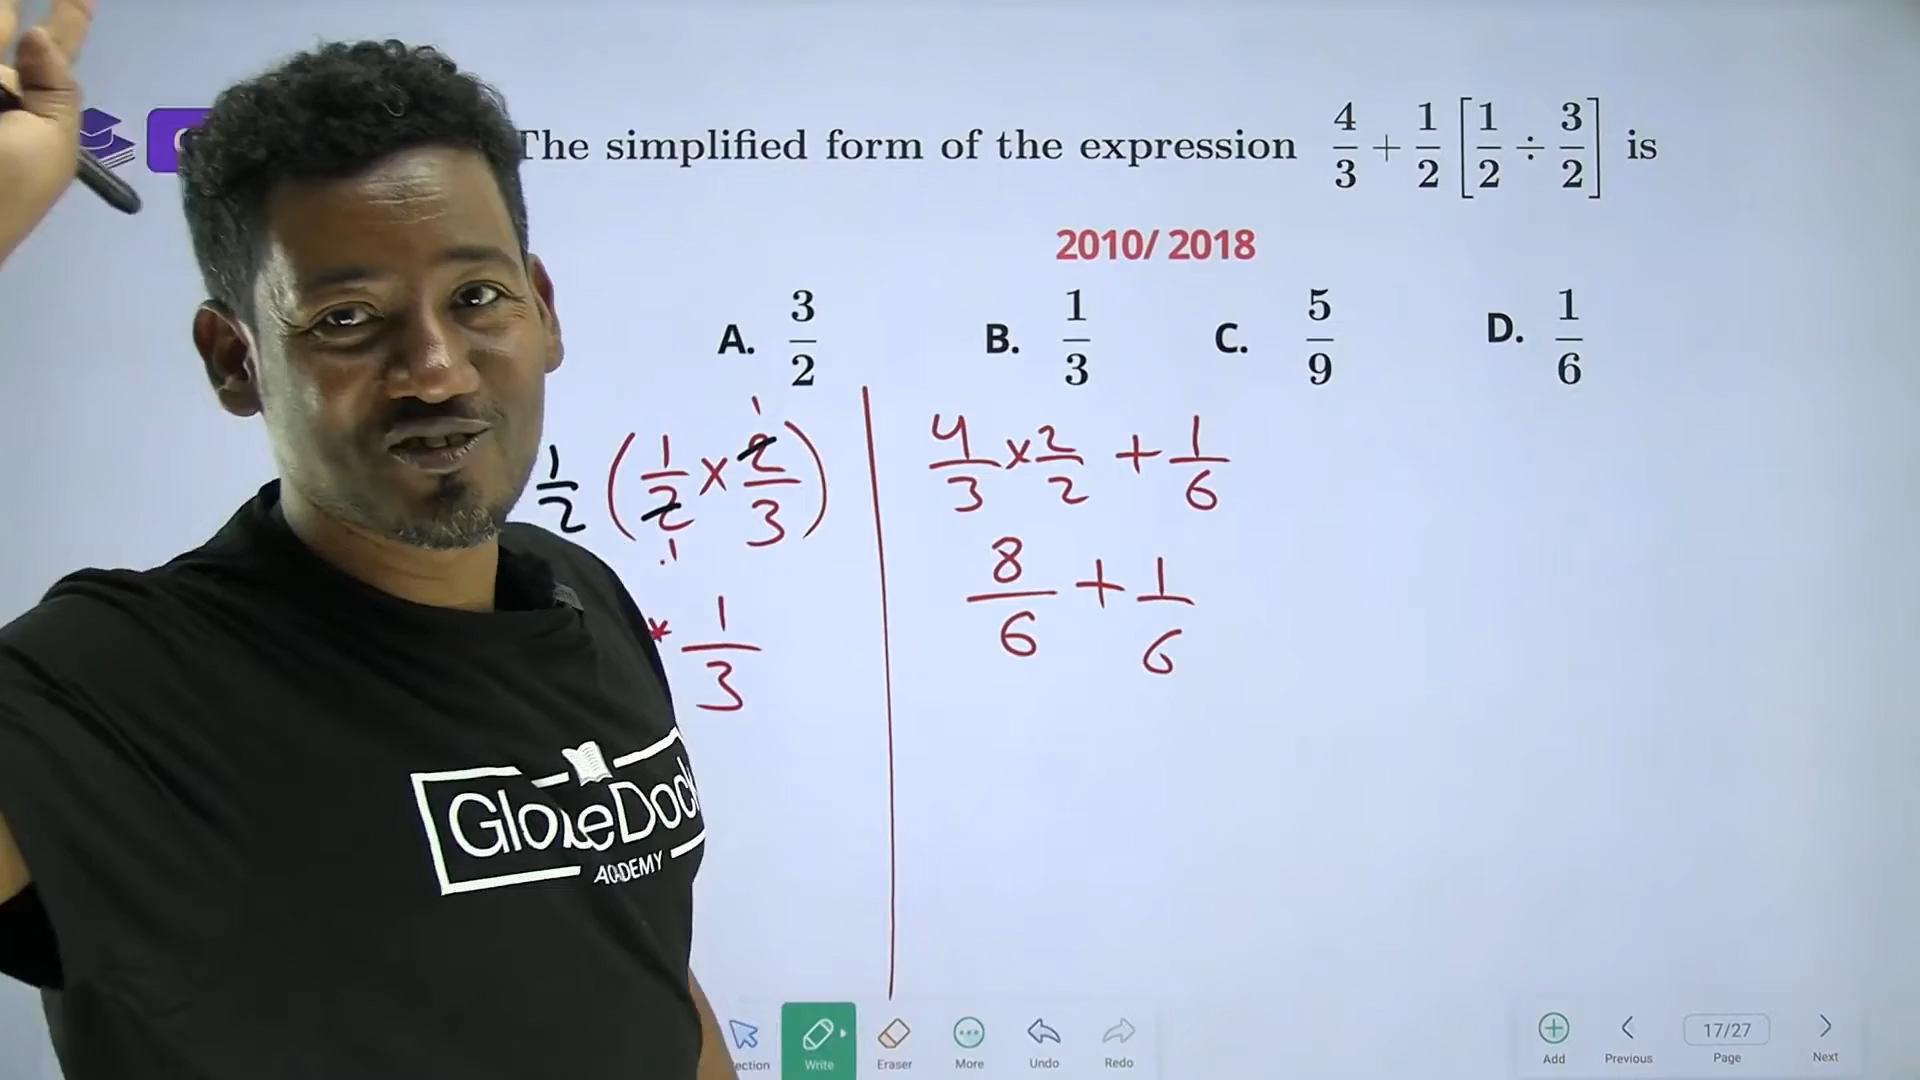 The simplified form of the expression 4/3 + 1/2 [1/2 ÷ 3/2] is
2010/ 2018
A. 3/2 B. 1/3 C. 5/9 D. 1/6
1/2 (1/2 × 2/3)
1
1
* 1/3
4/3 × 2/2 + 1/6
8/6 + 1/6
GlobeDock
ACADEMY
Write
Eraser
More
Undo
Redo
Add
Previous
17/27
Page
Next